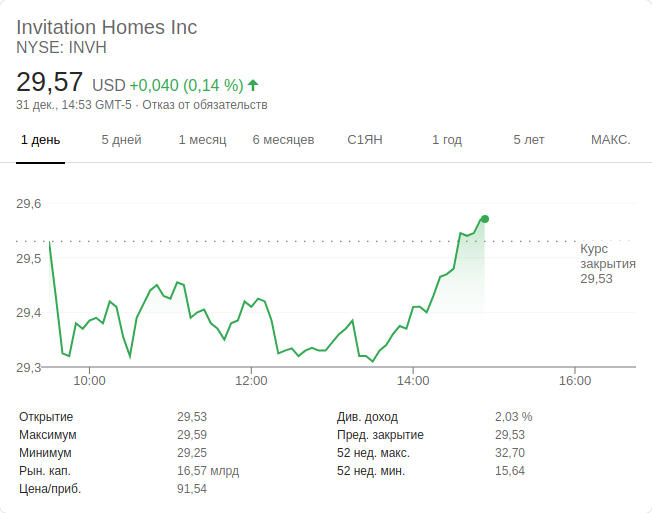 Invitation Homes Inc
NYSE: INVH
29,57 USD +0,040 (0,14 %)
31 дек., 14:53 GMT-5 · Отказ от обязательств
1 день 5 дней 1 месяц 6 месяцев С1ЯН 1 год 5 лет МАКС.
29,6
29,5
29,4
29,3
Курс
закрытия
29,53
10:00 12:00 14:00 16:00
Открытие 29,53 Див. доход 2,03 %
Максимум 29,59 Пред. закрытие 29,53
Минимум 29,25 52 нед. макс. 32,70
Рын. кап. 16,57 млрд 52 нед. мин. 15,64
Цена/приб. 91,54